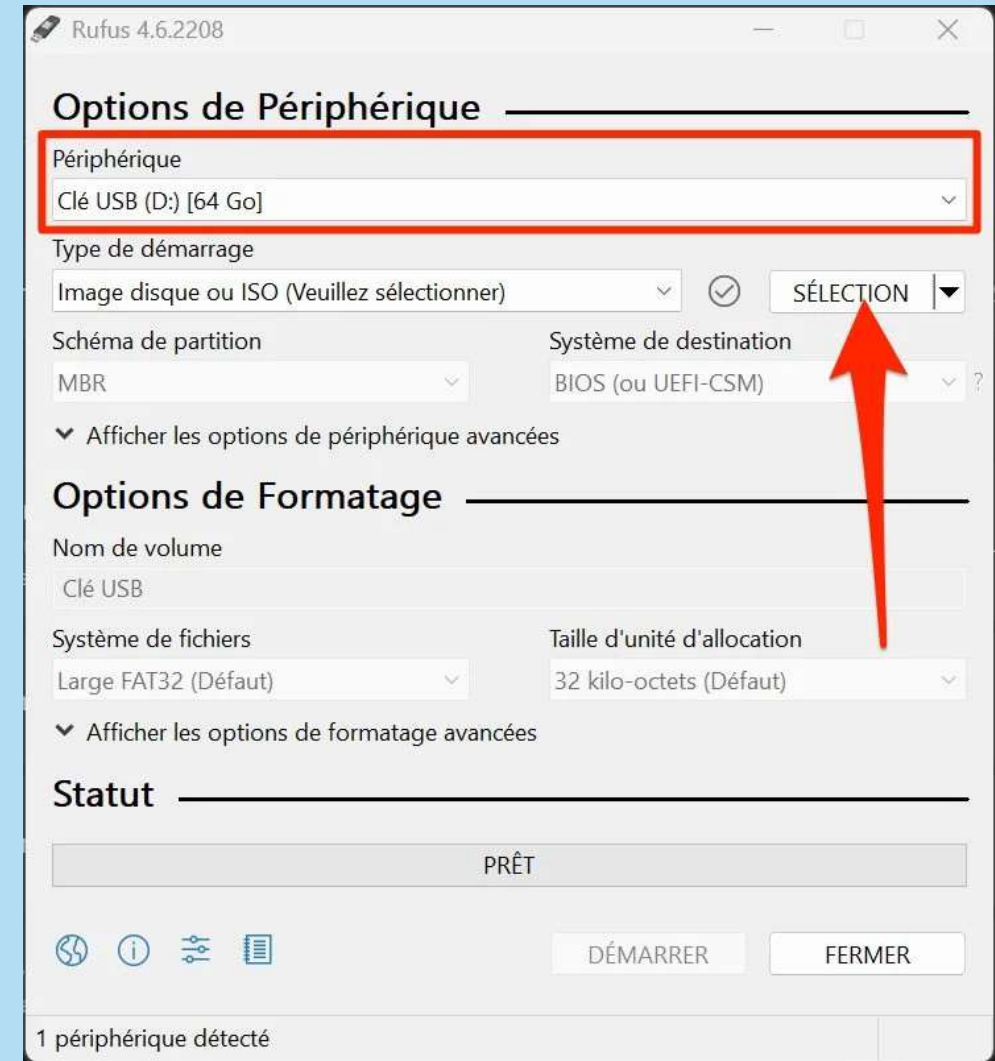 Rufus 4.6.2208
Options de Périphérique
Périphérique
Clé USB (D:) [64 Go]
Type de démarrage
Image disque ou ISO (Veuillez sélectionner)
SÉLECTION
Schéma de partition
Système de destination
MBR
BIOS (ou UEFI-CSM)
?
Afficher les options de périphérique avancées
Options de Formatage
Nom de volume
Clé USB
Système de fichiers
Taille d'unité d'allocation
Large FAT32 (Défaut)
32 kilo-octets (Défaut)
Afficher les options de formatage avancées
Statut
PRÊT
DÉMARRER
FERMER
1 périphérique détecté